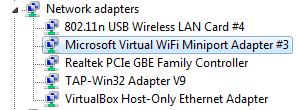 Network adapters
802.11n USB Wireless LAN Card #4
Microsoft Virtual WiFi Miniport Adapter #3
Realtek PCIe GBE Family Controller
TAP-Win32 Adapter V9
VirtualBox Host-Only Ethernet Adapter